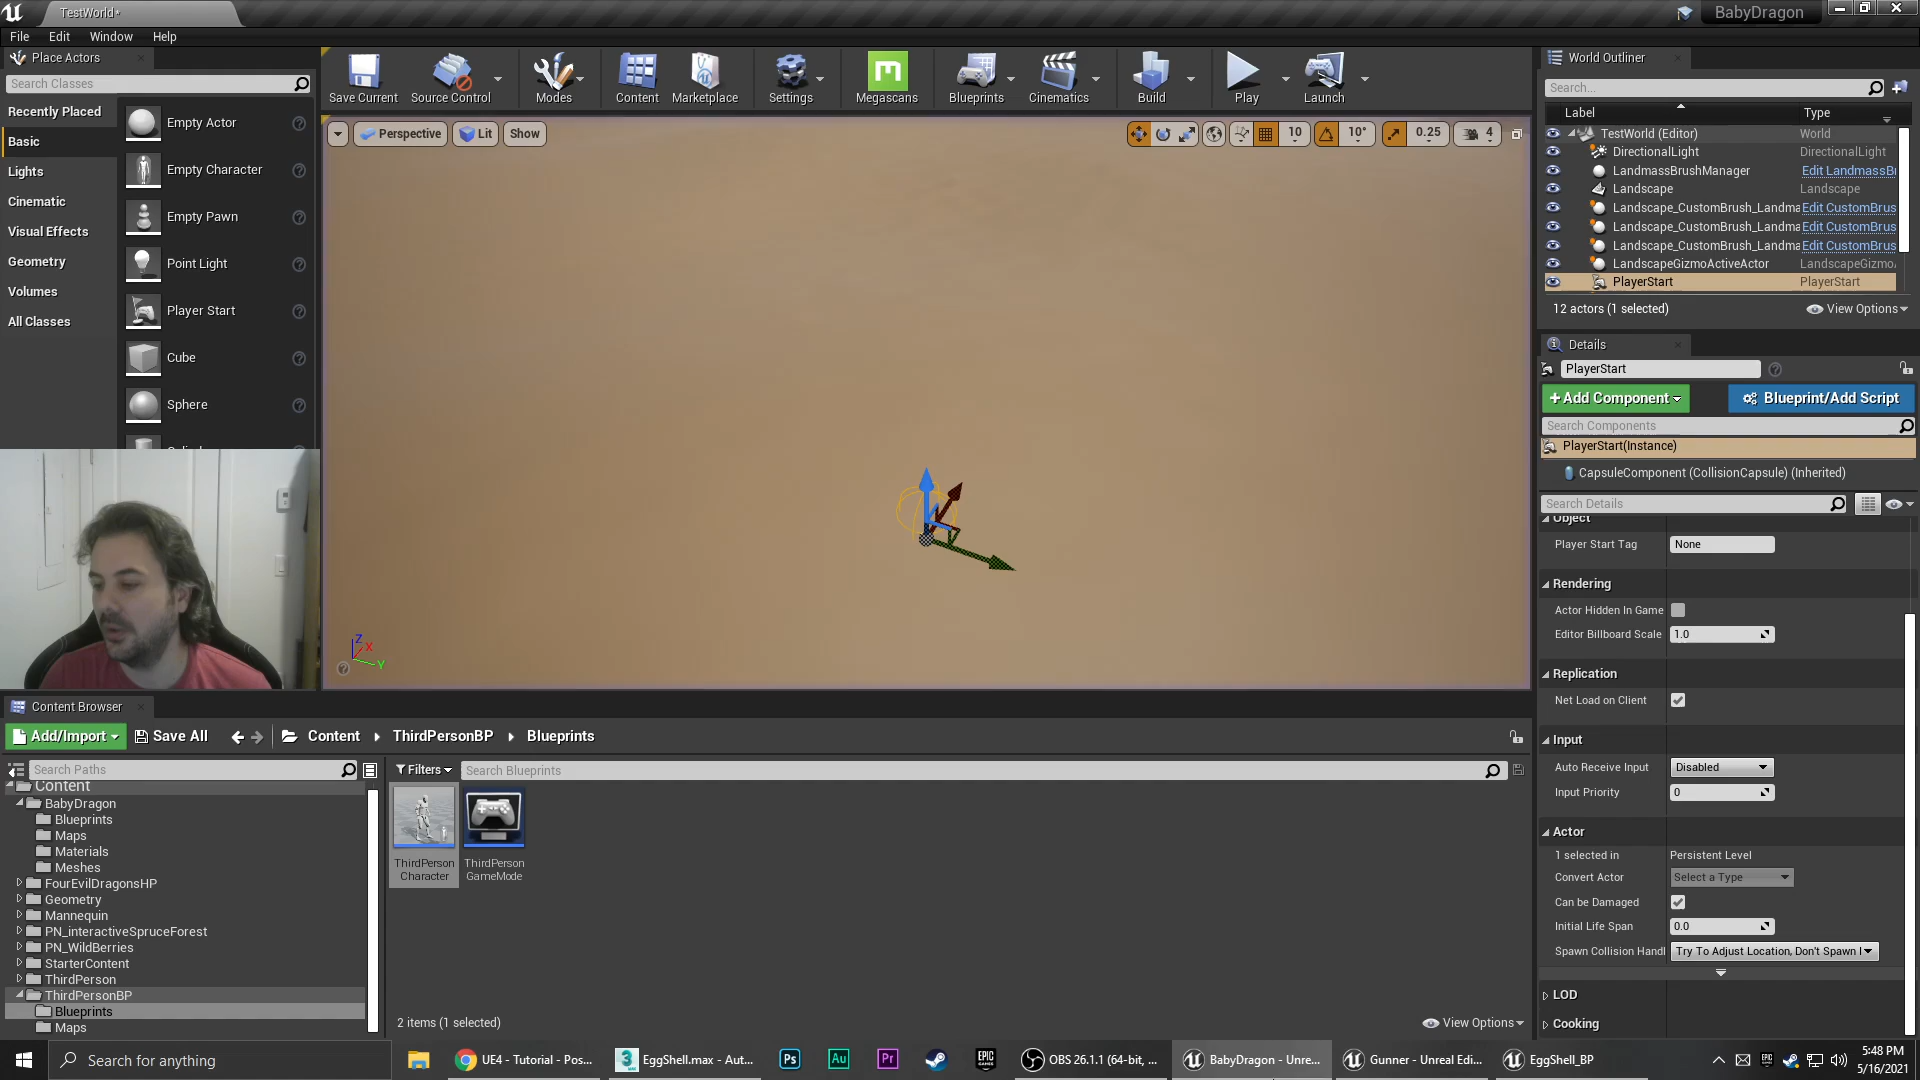 TestWorld•
BabyDragon
File Edit Window Help
Place Actors
Search Classes
Recently Placed
Basic
Lights
Cinematic
Visual Effects
Geometry
Volumes
All Classes
Empty Actor
Empty Character
Empty Pawn
Point Light
Player Start
Cube
Sphere
Save Current
Source Control
Modes
Content
Marketplace
Settings
Megascans
Blueprints
Cinematics
Build
Play
Launch
Perspective
Lit
Show
10
10°
0.25
4
Z
X
Y
World Outliner
Search...
Label Type
TestWorld (Editor) World
DirectionalLight DirectionalLight
LandmassBrushManager Edit LandmassBr
Landscape Landscape
Landscape_CustomBrush_Landma Edit CustomBrus
Landscape_CustomBrush_Landma Edit CustomBrus
Landscape_CustomBrush_Landma Edit CustomBrus
LandscapeGizmoActiveActor LandscapeGizmo
PlayerStart PlayerStart
12 actors (1 selected)
View Options
Details
PlayerStart
+Add Component
Blueprint/Add Script
Search Components
PlayerStart(Instance)
CapsuleComponent (CollisionCapsule) (Inherited)
Search Details
Object
Player Start Tag None
Rendering
Actor Hidden In Game
Editor Billboard Scale 1.0
Replication
Net Load on Client
Input
Auto Receive Input Disabled
Input Priority 0
Actor
1 selected in Persistent Level
Convert Actor Select a Type
Can be Damaged
Initial Life Span 0.0
Spawn Collision Handl Try To Adjust Location, Don't Spawn I
LOD
Cooking
Content Browser
Add/Import
Save All
Content ThirdPersonBP Blueprints
Search Paths
Filters
Search Blueprints
Content
BabyDragon
Blueprints
Maps
Materials
Meshes
FourEvilDragonsHP
Geometry
Mannequin
PN_interactiveSpruceForest
PN_WildBerries
StarterContent
ThirdPerson
ThirdPersonBP
Blueprints
Maps
ThirdPerson
Character
ThirdPerson
GameMode
2 items (1 selected)
View Options
Search for anything
UE4 - Tutorial - Pos...
EggShell.max - Aut...
Ps
Au
Pr
EPIC
OBS 26.1.1 (64-bit, ...
BabyDragon - Unre...
Gunner - Unreal Edi...
EggShell_BP
5:48 PM
5/16/2021